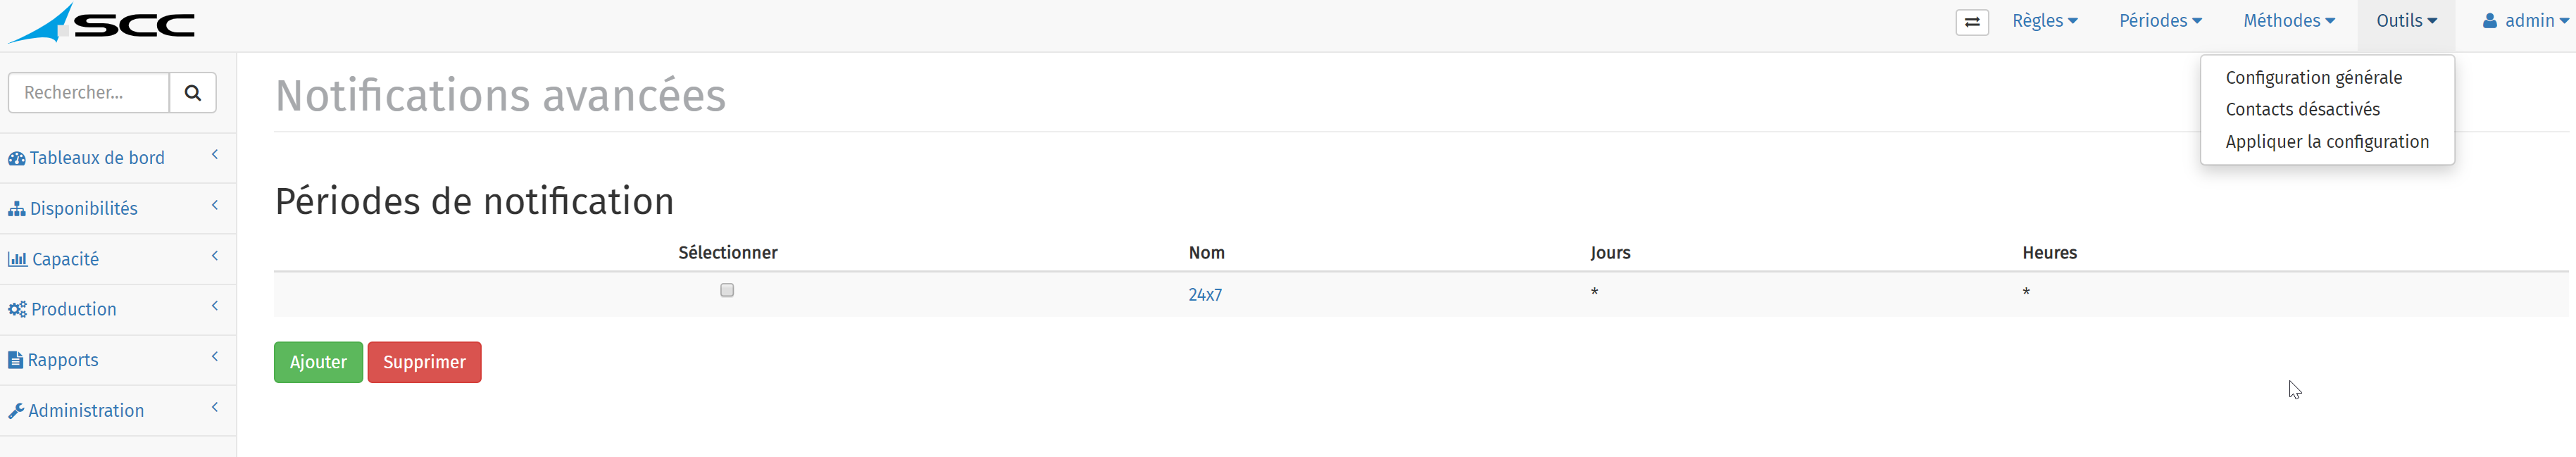 SCC
Règles Périodes Méthodes Outils admin
Configuration générale
Contacts désactivés
Appliquer la configuration
Rechercher...
Tableaux de bord
Disponibilités
Capacité
Production
Rapports
Administration
Notifications avancées
Périodes de notification
Sélectionner Nom Jours Heures
24x7 * *
Ajouter Supprimer